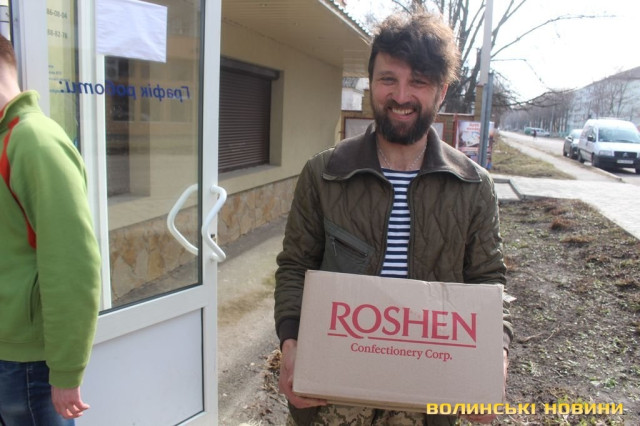 Графік роботи:
ROSHEN
Confectionery Corp.
ВОЛИНСЬКІ НОВИНИ